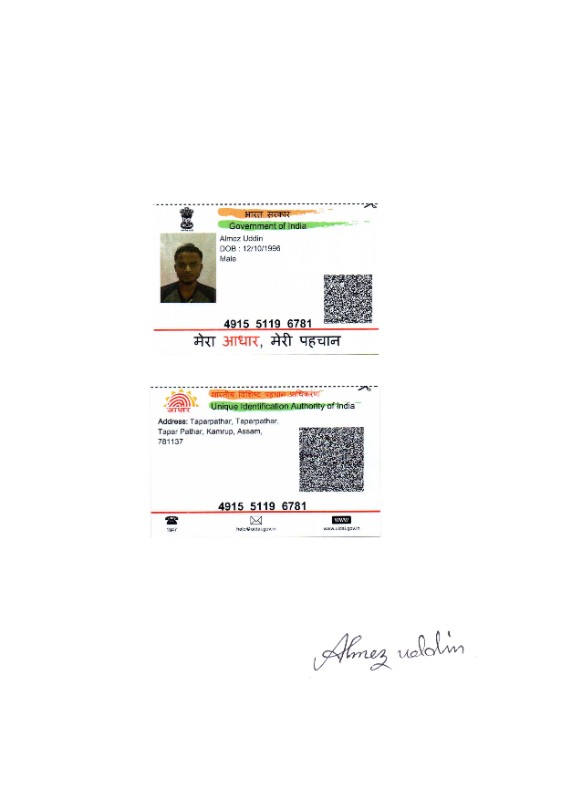 भारत सरकार
Government of India
Almez Uddin
DOB : 12/10/1996
Male
4915 5119 6781
मेरा आधार, मेरी पहचान
भारतीय विशिष्ट पहचान प्राधिकरण
Unique Identification Authority of India
आधार
Address: Taparpathar, Taparpathar,
Tapar Pathar, Kamrup, Assam,
781137
4915 5119 6781
www
help@uidai.gov.in
www.uidai.gov.in
Almez uddin